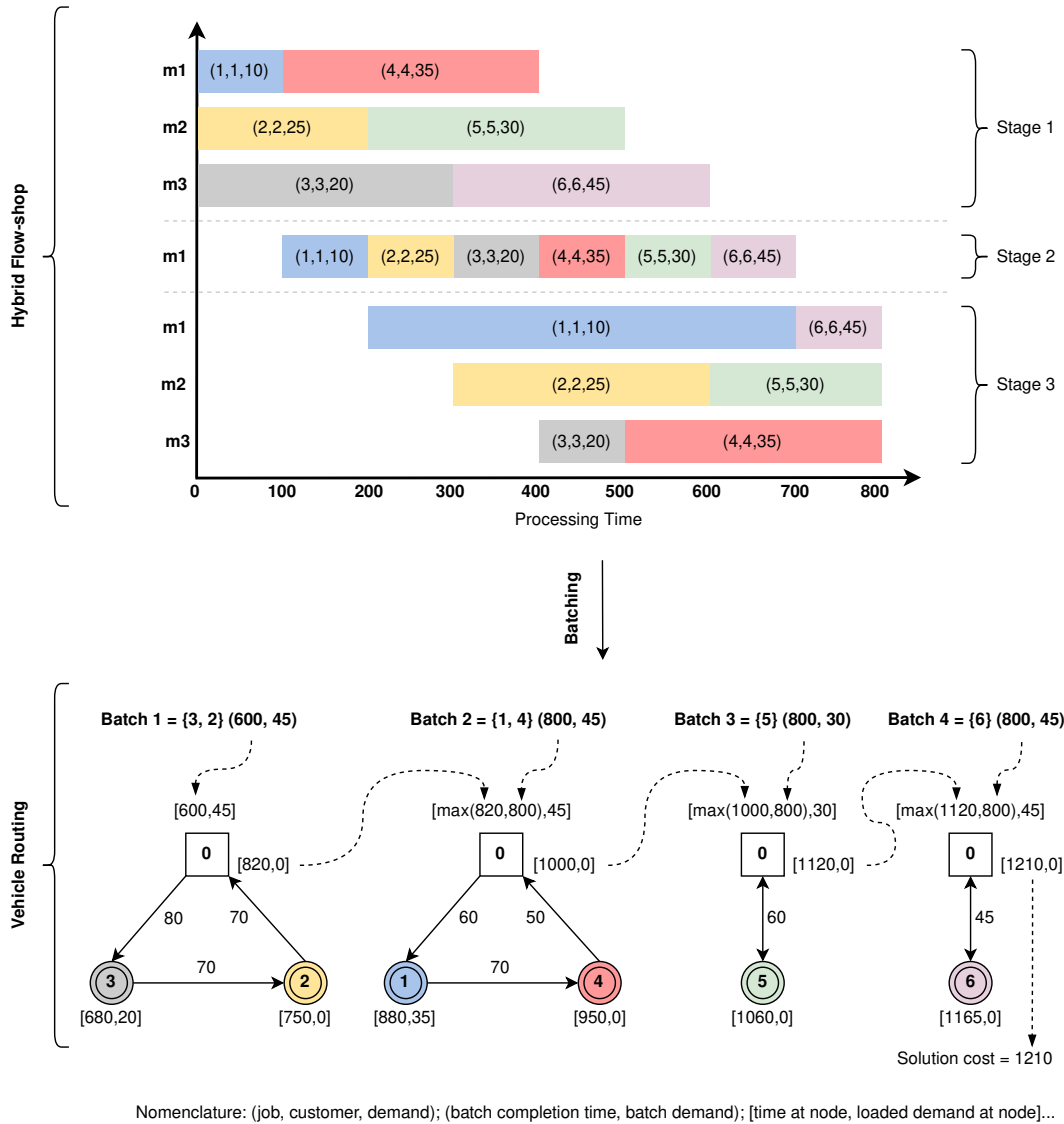 Hybrid Flow-shop
m1 (1,1,10) (4,4,35)
m2 (2,2,25) (5,5,30)
m3 (3,3,20) (6,6,45)
Stage 1
m1 (1,1,10) (2,2,25) (3,3,20) (4,4,35) (5,5,30) (6,6,45)
Stage 2
m1 (1,1,10) (6,6,45)
m2 (2,2,25) (5,5,30)
m3 (3,3,20) (4,4,35)
Stage 3
0 100 200 300 400 500 600 700 800
Processing Time
Batching
Vehicle Routing
Batch 1 = {3, 2} (600, 45) Batch 2 = {1, 4} (800, 45) Batch 3 = {5} (800, 30) Batch 4 = {6} (800, 45)
[600,45] [max(820,800),45] [max(1000,800),30] [max(1120,800),45]
0 [820,0] 0 [1000,0] 0 [1120,0] 0 [1210,0]
80 70 60 50 60 45
70 70
3 2 1 4 5 6
[680,20] [750,0] [880,35] [950,0] [1060,0] [1165,0]
Solution cost = 1210
Nomenclature: (job, customer, demand); (batch completion time, batch demand); [time at node, loaded demand at node]...